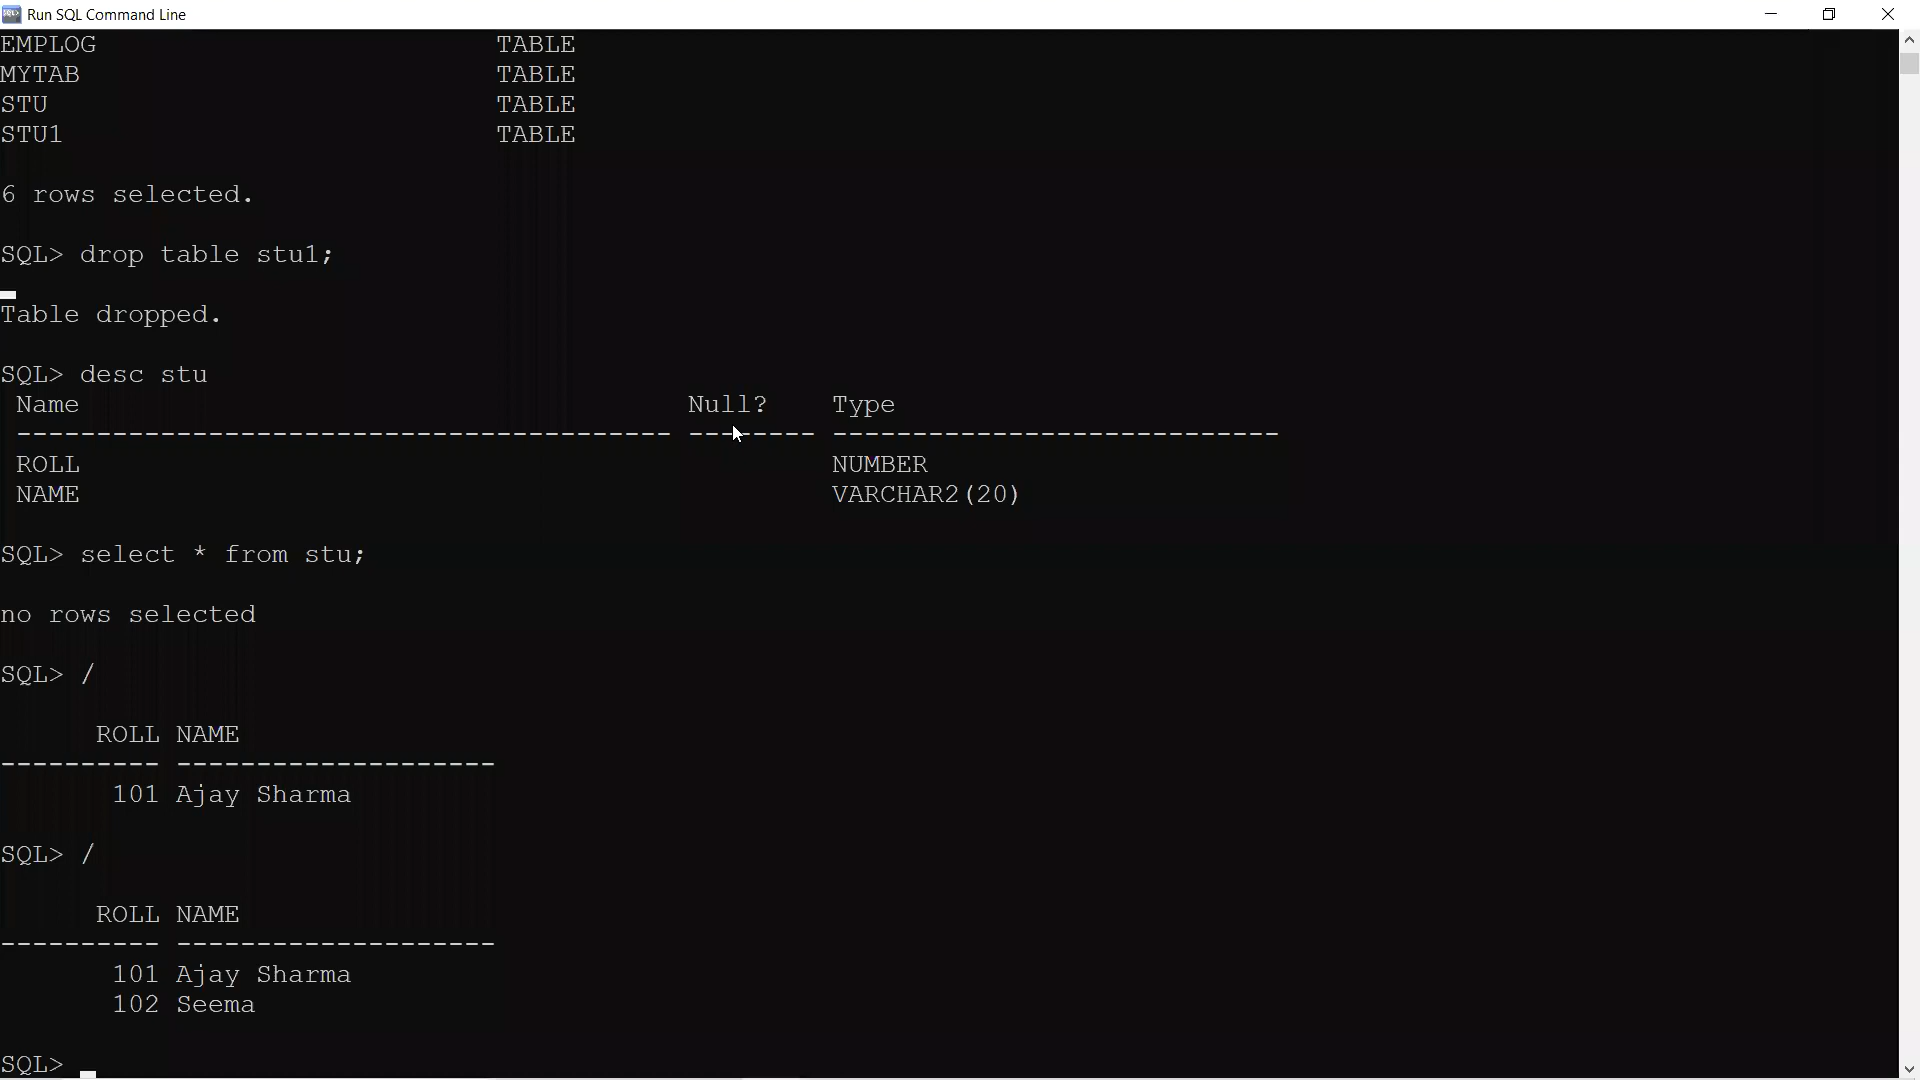 Run SQL Command Line
EMPLOG TABLE
MYTAB TABLE
STU TABLE
STU1 TABLE
6 rows selected.
SQL> drop table stu1;
Table dropped.
SQL> desc stu
Name Null? Type
----------------------------------------- -------- ----------------------------
ROLL NUMBER
NAME VARCHAR2(20)
SQL> select * from stu;
no rows selected
SQL> /
ROLL NAME
---------- --------------------
101 Ajay Sharma
SQL> /
ROLL NAME
---------- --------------------
101 Ajay Sharma
102 Seema
SQL>